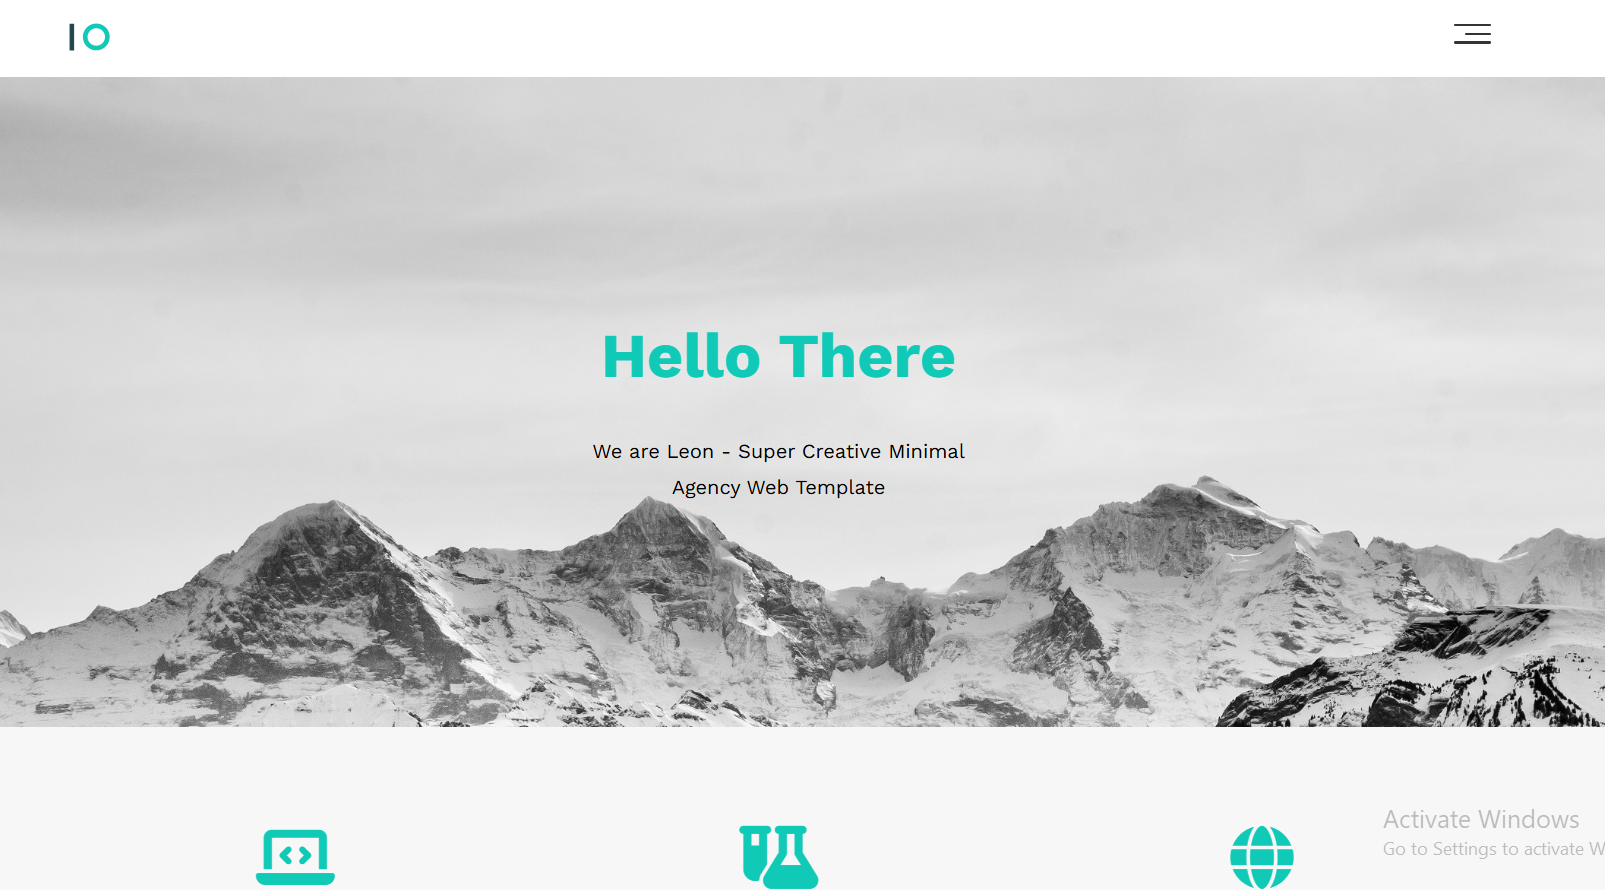 IO
Hello There
We are Leon - Super Creative Minimal
Agency Web Template
Activate Windows
Go to Settings to activate W